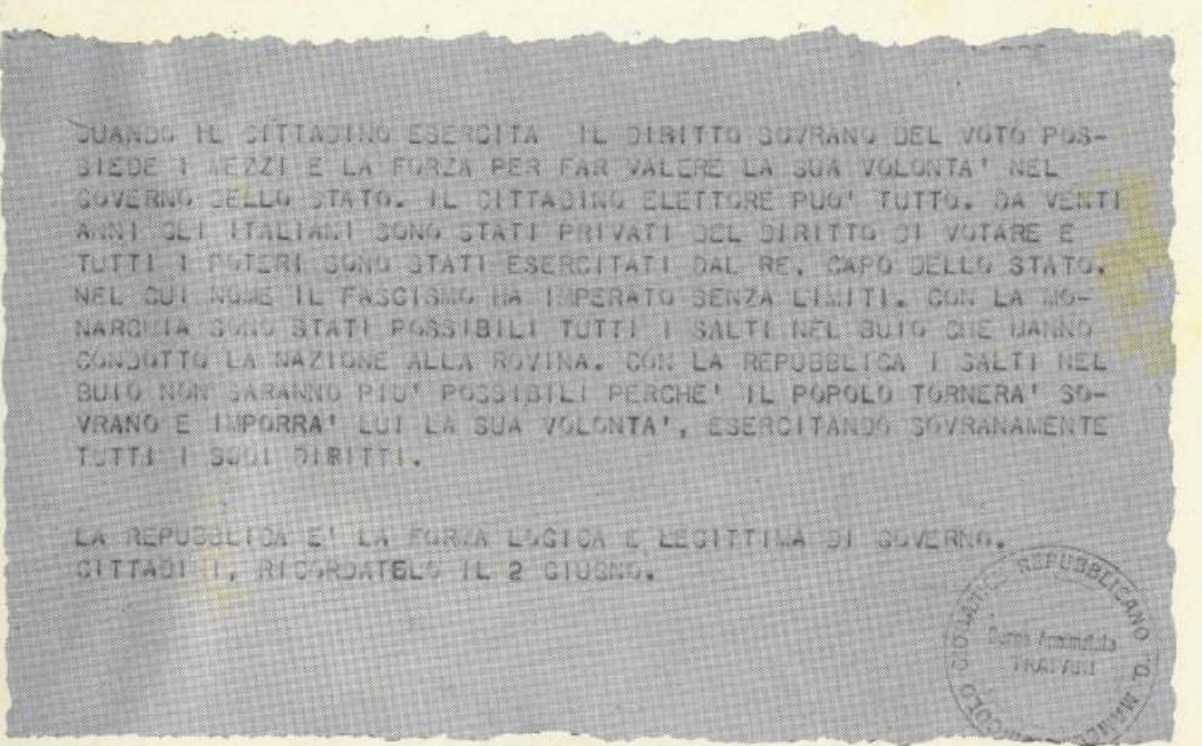 QUANDO IL CITTADINO ESERCITA IL DIRITTO SOVRANO DEL VOTO POS-
SIEDE I MEZZI E LA FORZA PER FAR VALERE LA SUA VOLONTA' NEL
GOVERNO DELLO STATO. IL CITTADINO ELETTORE PUO' TUTTO. DA VENTI
ANNI GLI ITALIANI SONO STATI PRIVATI DEL DIRITTO DI VOTARE E
TUTTI I POTERI SONO STATI ESERCITATI DAL RE, CAPO DELLO STATO,
NEL CUI NOME IL FASCISMO HA IMPERATO SENZA LIMITI. CON LA MO-
NARCHIA SONO STATI POSSIBILI TUTTI I SALTI NEL BUIO CHE HANNO
CONDOTTO LA NAZIONE ALLA ROVINA. CON LA REPUBBLICA I SALTI NEL
BUIO NON SARANNO PIU' POSSIBILI PERCHE' IL POPOLO TORNERA' SO-
VRANO E IMPORRA' LUI LA SUA VOLONTA', ESERCITANDO SOVRANAMENTE
TUTTI I SUOI DIRITTI.
LA REPUBBLICA E' LA FORMA LOGICA E LEGITTIMA DI GOVERNO.
CITTADINI, RICORDATELO IL 2 GIUGNO.
REPUBBLICANO "G.
TRAPANI